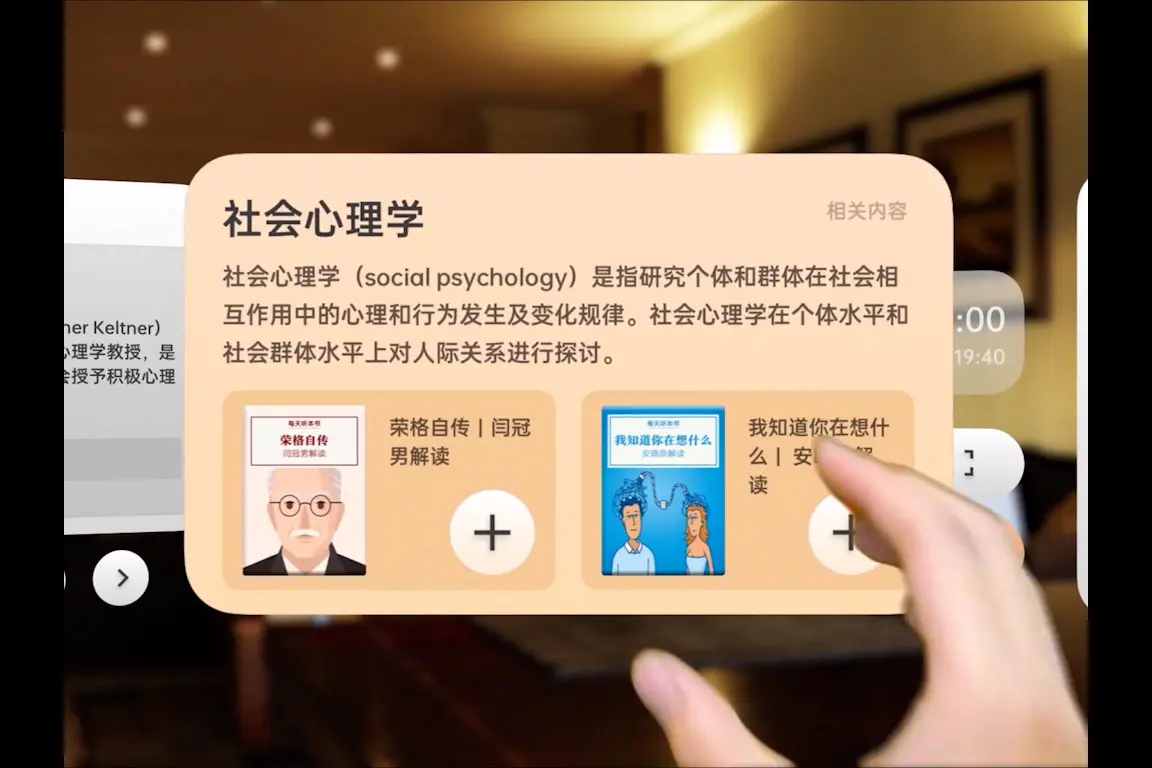 社会心理学
相关内容
社会心理学（social psychology）是指研究个体和群体在社会相
互作用中的心理和行为发生及变化规律。社会心理学在个体水平和
社会群体水平上对人际关系进行探讨。
her Keltner）
心理学教授，是
会授予积极心理
:00
19:40
每天听本书
荣格自传
闫冠男解读
荣格自传 | 闫冠
男解读
每天听本书
我知道你在想什么
解读
我知道你在想什
么 | 安
读